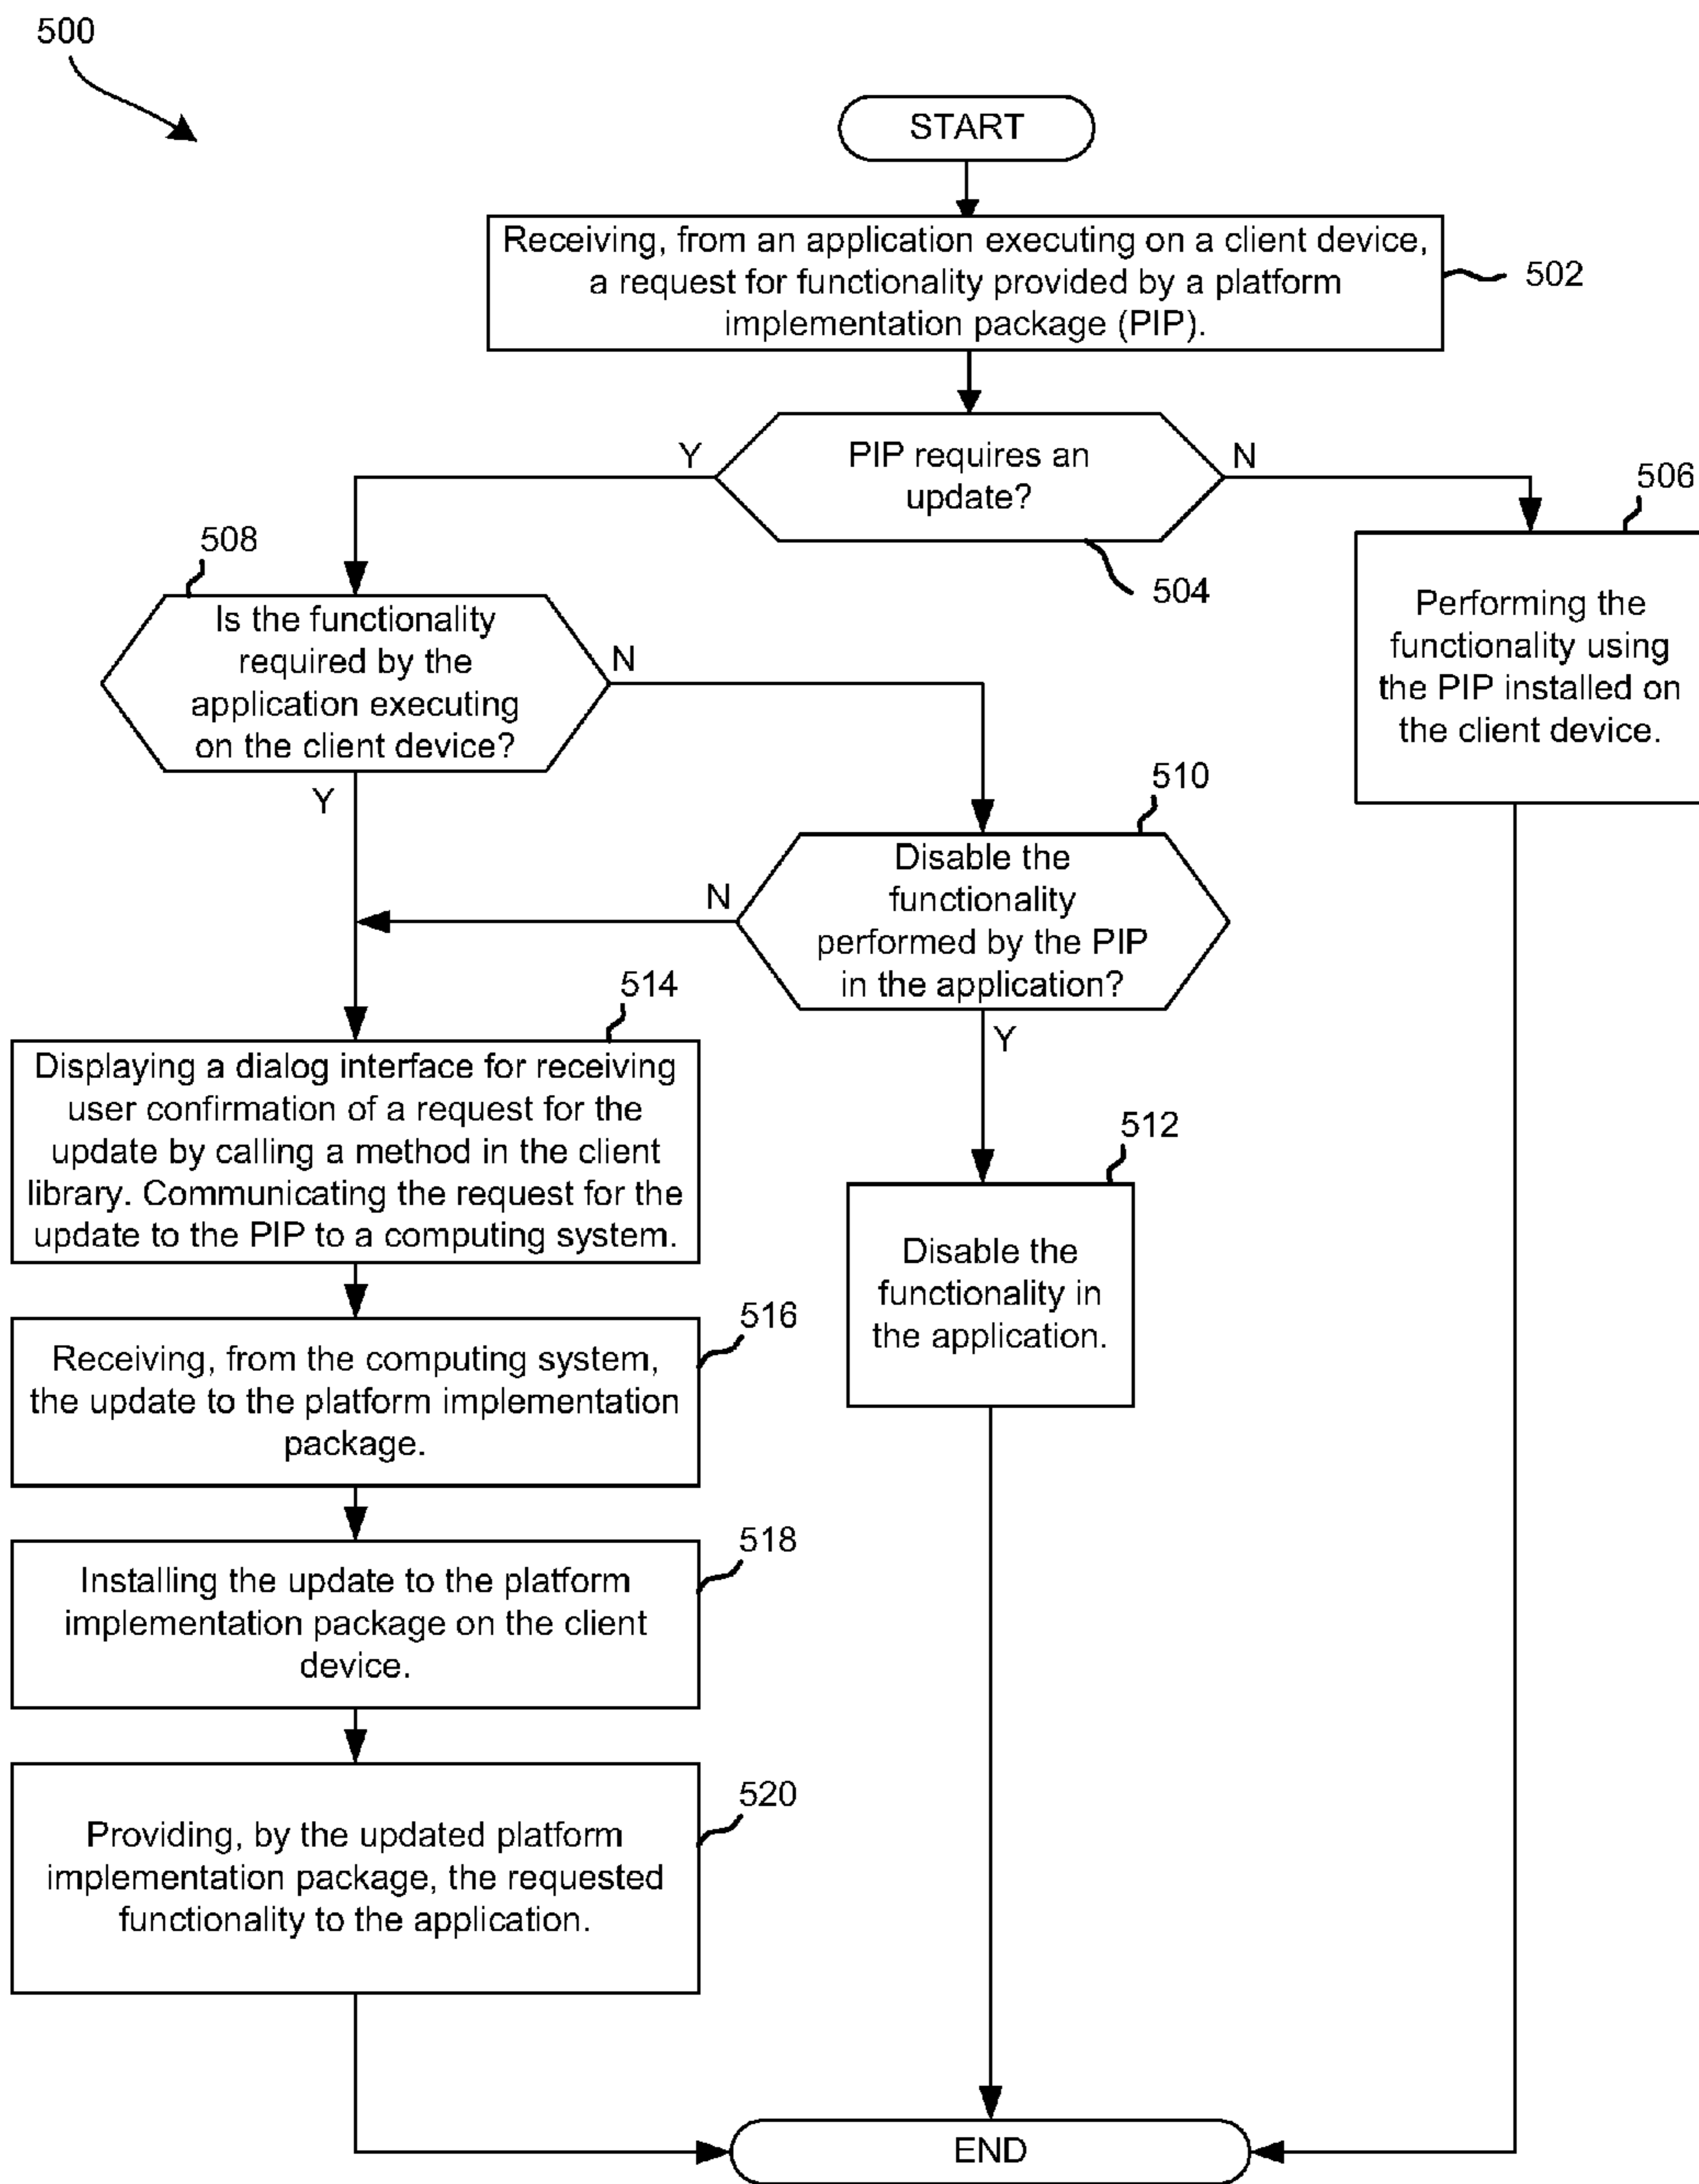 500
START
Receiving, from an application executing on a client device,
a request for functionality provided by a platform
implementation package (PIP).
502
PIP requires an
update?
Y
N
504
506
Performing the
functionality using
the PIP installed on
the client device.
508
Is the functionality
required by the
application executing
on the client device?
N
Y
510
Disable the
functionality
performed by the PIP
in the application?
N
Y
514
Displaying a dialog interface for receiving
user confirmation of a request for the
update by calling a method in the client
library. Communicating the request for the
update to the PIP to a computing system.
512
Disable the
functionality in
the application.
516
Receiving, from the computing system,
the update to the platform implementation
package.
518
Installing the update to the platform
implementation package on the client
device.
520
Providing, by the updated platform
implementation package, the requested
functionality to the application.
END